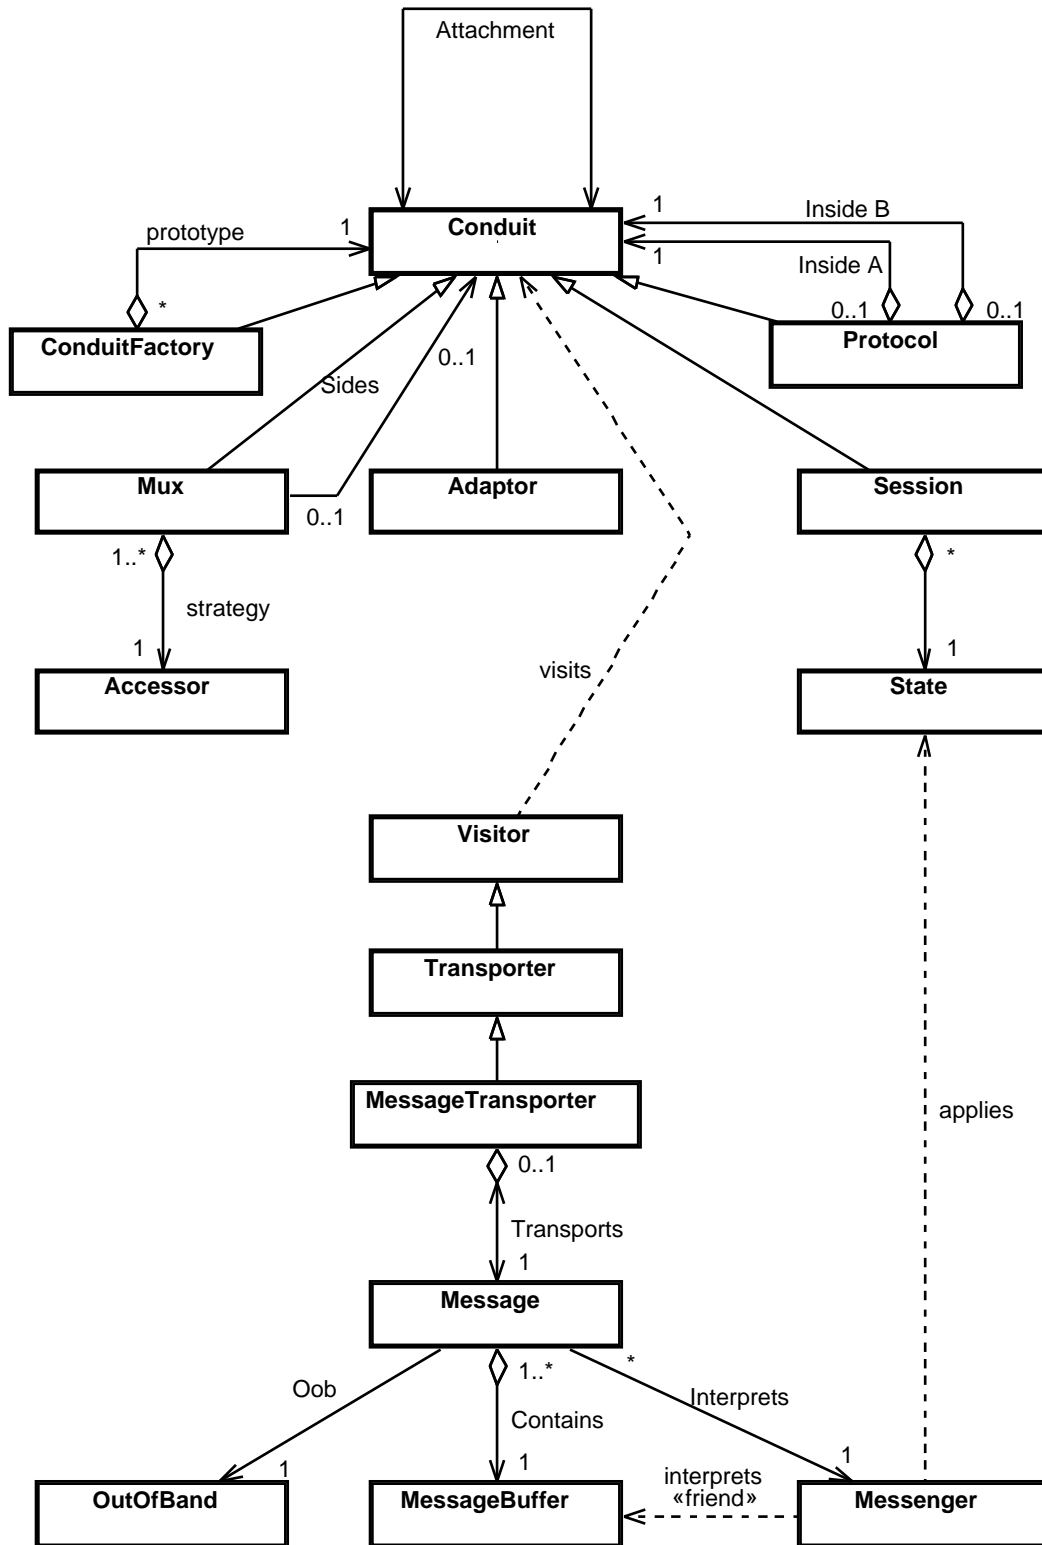 Attachment
1
Inside B
Conduit
prototype
1
1
Inside A
*
0..1
0..1
ConduitFactory
Protocol
0..1
Sides
Mux
Adaptor
Session
0..1
1..*
*
strategy
1
1
visits
Accessor
State
Visitor
Transporter
MessageTransporter
applies
0..1
Transports
1
Message
*
1..*
Oob
Interprets
Contains
1
1
1
interprets
«friend»
OutOfBand
MessageBuffer
Messenger